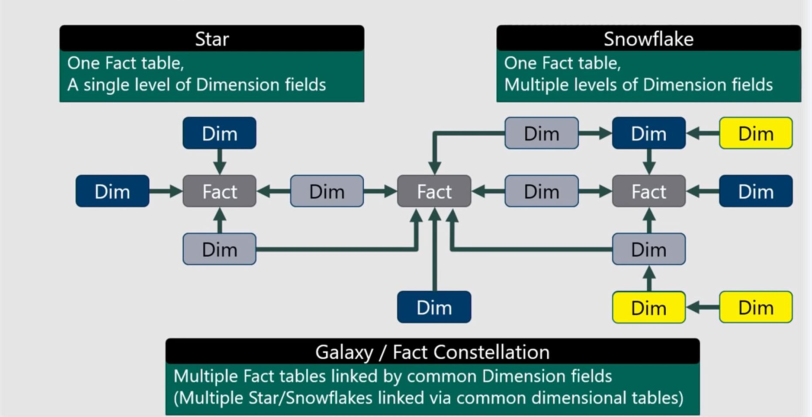 Star
One Fact table,
A single level of Dimension fields
Snowflake
One Fact table,
Multiple levels of Dimension fields
Dim
Dim
Dim
Dim
Dim
Fact
Dim
Fact
Dim
Fact
Dim
Dim
Dim
Dim
Dim
Dim
Galaxy / Fact Constellation
Multiple Fact tables linked by common Dimension fields
(Multiple Star/Snowflakes linked via common dimensional tables)